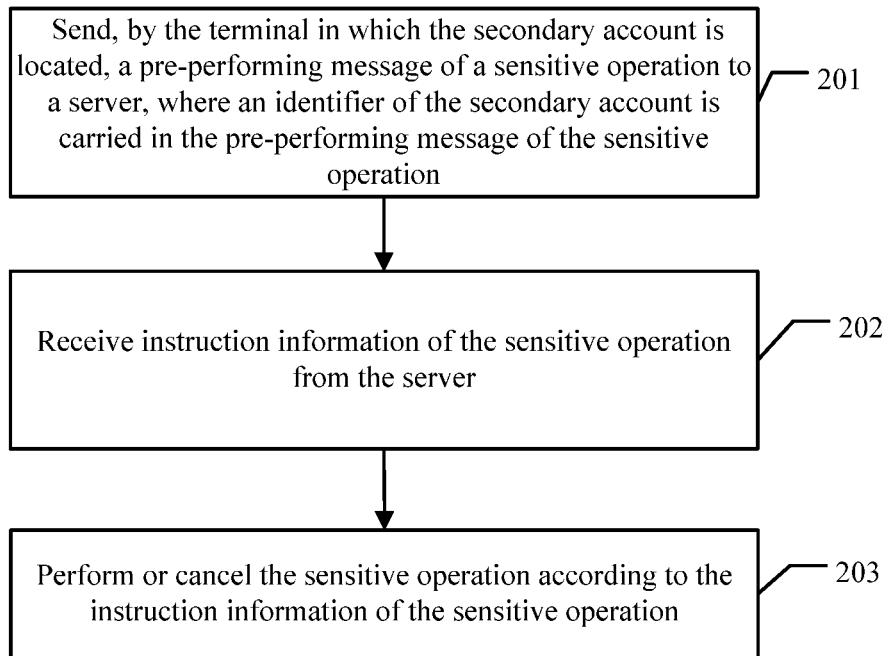 Send, by the terminal in which the secondary account is
located, a pre-performing message of a sensitive operation to
a server, where an identifier of the secondary account is
carried in the pre-performing message of the sensitive
operation
201
Receive instruction information of the sensitive operation
from the server
202
Perform or cancel the sensitive operation according to the
instruction information of the sensitive operation
203